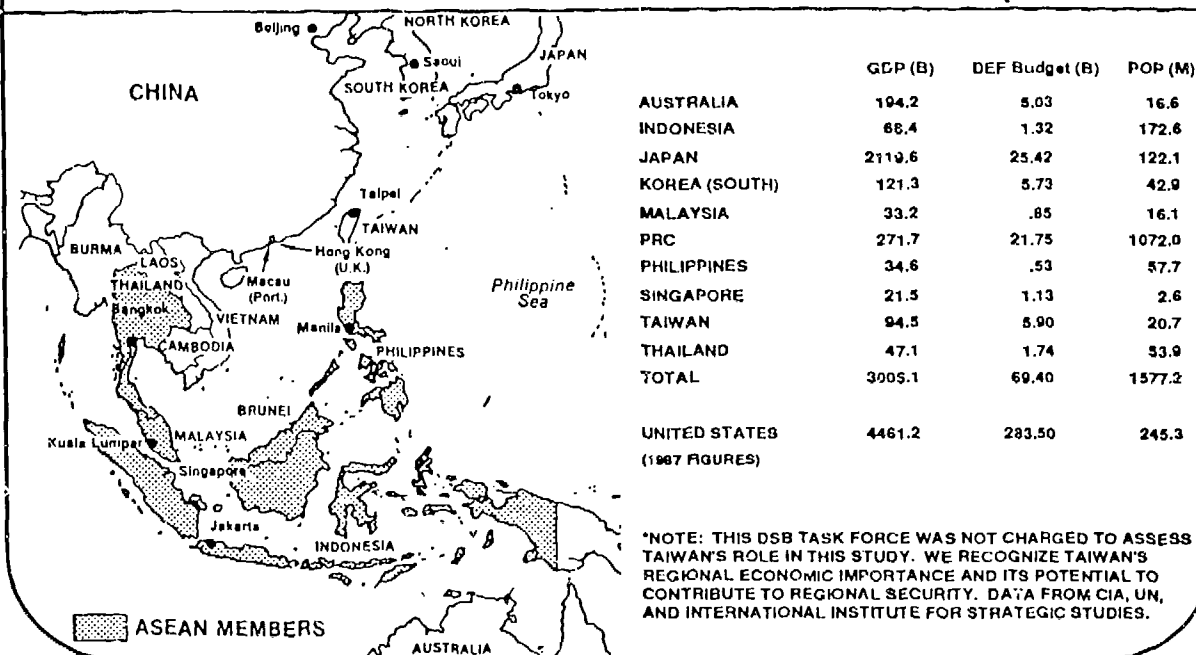 Beijing
NORTH KOREA
Seoul
JAPAN
CHINA
SOUTH KOREA
Tokyo
Taipei
TAIWAN
BURMA
LAOS
Hong Kong
(U.K.)
THAILAND
Macau
(Port.)
Bangkok
VIETNAM
Philippine
Sea
Manila
CAMBODIA
PHILIPPINES
BRUNEI
Kuala Lumpar
MALAYSIA
Singapore
Jakarta
INDONESIA
ASEAN MEMBERS
AUSTRALIA
GDP (B) DEF Budget (B) POP (M)
AUSTRALIA 194.2 5.03 16.6
INDONESIA 68.4 1.32 172.6
JAPAN 2119.6 25.42 122.1
KOREA (SOUTH) 121.3 5.73 42.9
MALAYSIA 33.2 .85 16.1
PRC 271.7 21.75 1072.0
PHILIPPINES 34.6 .53 57.7
SINGAPORE 21.5 1.13 2.6
TAIWAN 94.5 5.90 20.7
THAILAND 47.1 1.74 53.9
TOTAL 3005.1 69.40 1577.2
UNITED STATES 4461.2 283.50 245.3
(1987 FIGURES)
*NOTE: THIS DSB TASK FORCE WAS NOT CHARGED TO ASSESS
TAIWAN'S ROLE IN THIS STUDY. WE RECOGNIZE TAIWAN'S
REGIONAL ECONOMIC IMPORTANCE AND ITS POTENTIAL TO
CONTRIBUTE TO REGIONAL SECURITY. DATA FROM CIA, UN,
AND INTERNATIONAL INSTITUTE FOR STRATEGIC STUDIES.